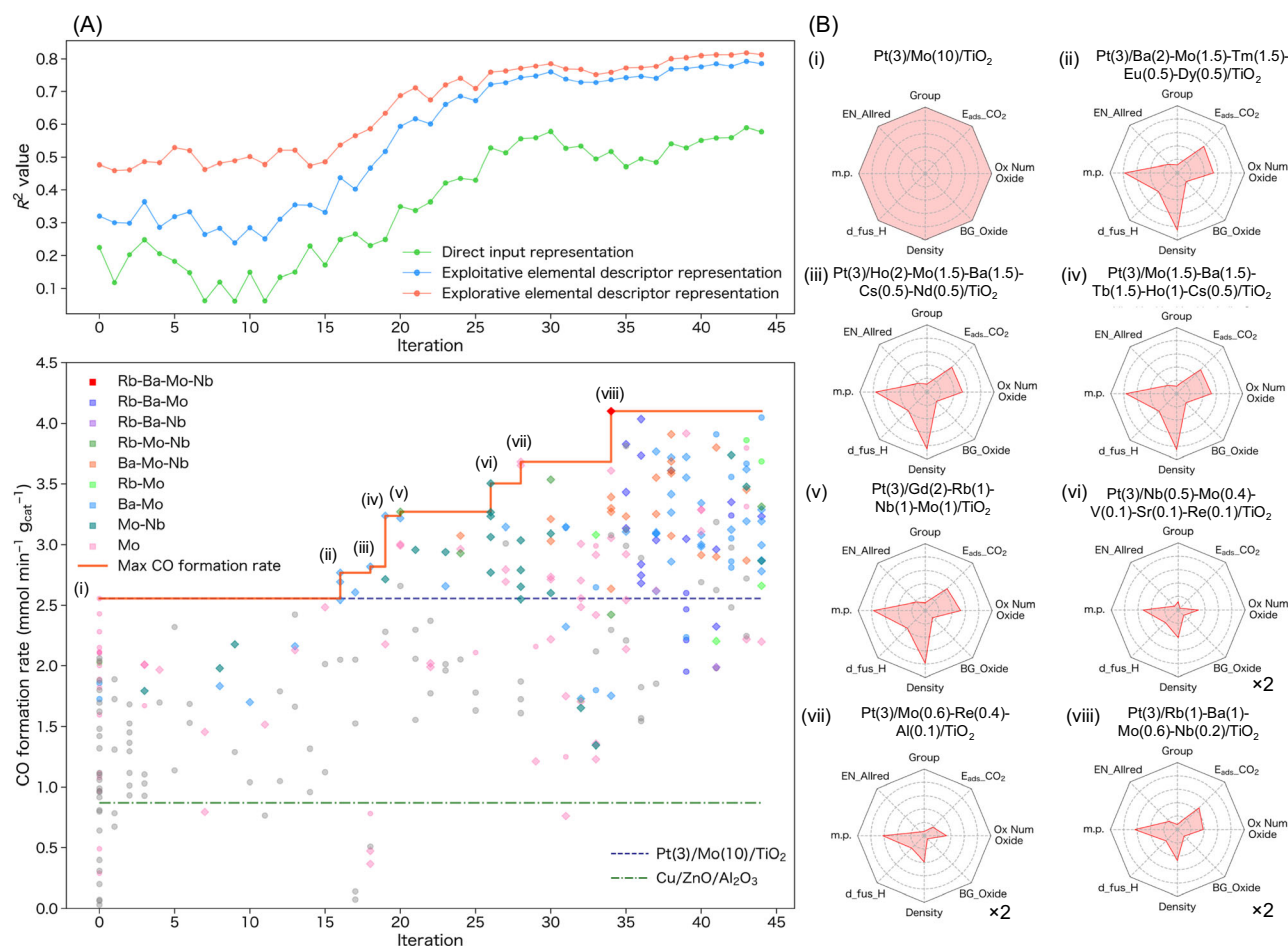 (A)
0.8
0.7
0.6
0.5
0.4
0.3
0.2
0.1
R² value
Direct input representation
Exploitative elemental descriptor representation
Explorative elemental descriptor representation
0 5 10 15 20 25 30 35 40 45
Iteration
4.5
4.0
3.5
3.0
2.5
2.0
1.5
1.0
0.5
0.0
CO formation rate (mmol min⁻¹ gcat⁻¹)
Rb-Ba-Mo-Nb
Rb-Ba-Mo
Rb-Ba-Nb
Rb-Mo-Nb
Ba-Mo-Nb
Rb-Mo
Ba-Mo
Mo-Nb
Mo
Max CO formation rate
(i)
(ii)
(iii)
(iv)
(v)
(vi)
(vii)
(viii)
Pt(3)/Mo(10)/TiO₂
Cu/ZnO/Al₂O₃
0 5 10 15 20 25 30 35 40 45
Iteration
(B)
(i)
Pt(3)/Mo(10)/TiO₂
Group
EN_Allred
Eads_CO₂
m.p.
Ox Num
Oxide
d_fus_H
BG_Oxide
Density
(ii)
Pt(3)/Ba(2)-Mo(1.5)-Tm(1.5)-
Eu(0.5)-Dy(0.5)/TiO₂
Group
EN_Allred
Eads_CO₂
m.p.
Ox Num
Oxide
d_fus_H
BG_Oxide
Density
(iii)
Pt(3)/Ho(2)-Mo(1.5)-Ba(1.5)-
Cs(0.5)-Nd(0.5)/TiO₂
Group
EN_Allred
Eads_CO₂
m.p.
Ox Num
Oxide
d_fus_H
BG_Oxide
Density
(iv)
Pt(3)/Mo(1.5)-Ba(1.5)-
Tb(1.5)-Ho(1)-Cs(0.5)/TiO₂
Group
EN_Allred
Eads_CO₂
m.p.
Ox Num
Oxide
d_fus_H
BG_Oxide
Density
(v)
Pt(3)/Gd(2)-Rb(1)-
Nb(1)-Mo(1)/TiO₂
Group
EN_Allred
Eads_CO₂
m.p.
Ox Num
Oxide
d_fus_H
BG_Oxide
Density
(vi)
Pt(3)/Nb(0.5)-Mo(0.4)-
V(0.1)-Sr(0.1)-Re(0.1)/TiO₂
Group
EN_Allred
Eads_CO₂
m.p.
Ox Num
Oxide
d_fus_H
BG_Oxide
Density
×2
(vii)
Pt(3)/Mo(0.6)-Re(0.4)-
Al(0.1)/TiO₂
Group
EN_Allred
Eads_CO₂
m.p.
Ox Num
Oxide
d_fus_H
BG_Oxide
Density
×2
(viii)
Pt(3)/Rb(1)-Ba(1)-
Mo(0.6)-Nb(0.2)/TiO₂
Group
EN_Allred
Eads_CO₂
m.p.
Ox Num
Oxide
d_fus_H
BG_Oxide
Density
×2